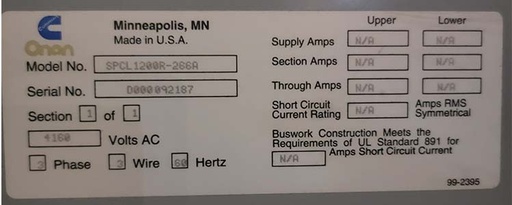 Cummins
Onan
Minneapolis, MN
Made in U.S.A.
Model No. SPCL1200R-266A
Serial No. D000092187
Section 1 of 1
4160 Volts AC
3 Phase 3 Wire 60 Hertz
Upper Lower
Supply Amps N/A N/A
Section Amps N/A N/A
Through Amps N/A N/A
Short Circuit
Current Rating N/A Amps RMS
Symmetrical
Buswork Construction Meets the
Requirements of UL Standard 891 for
N/A Amps Short Circuit Current
99-2395